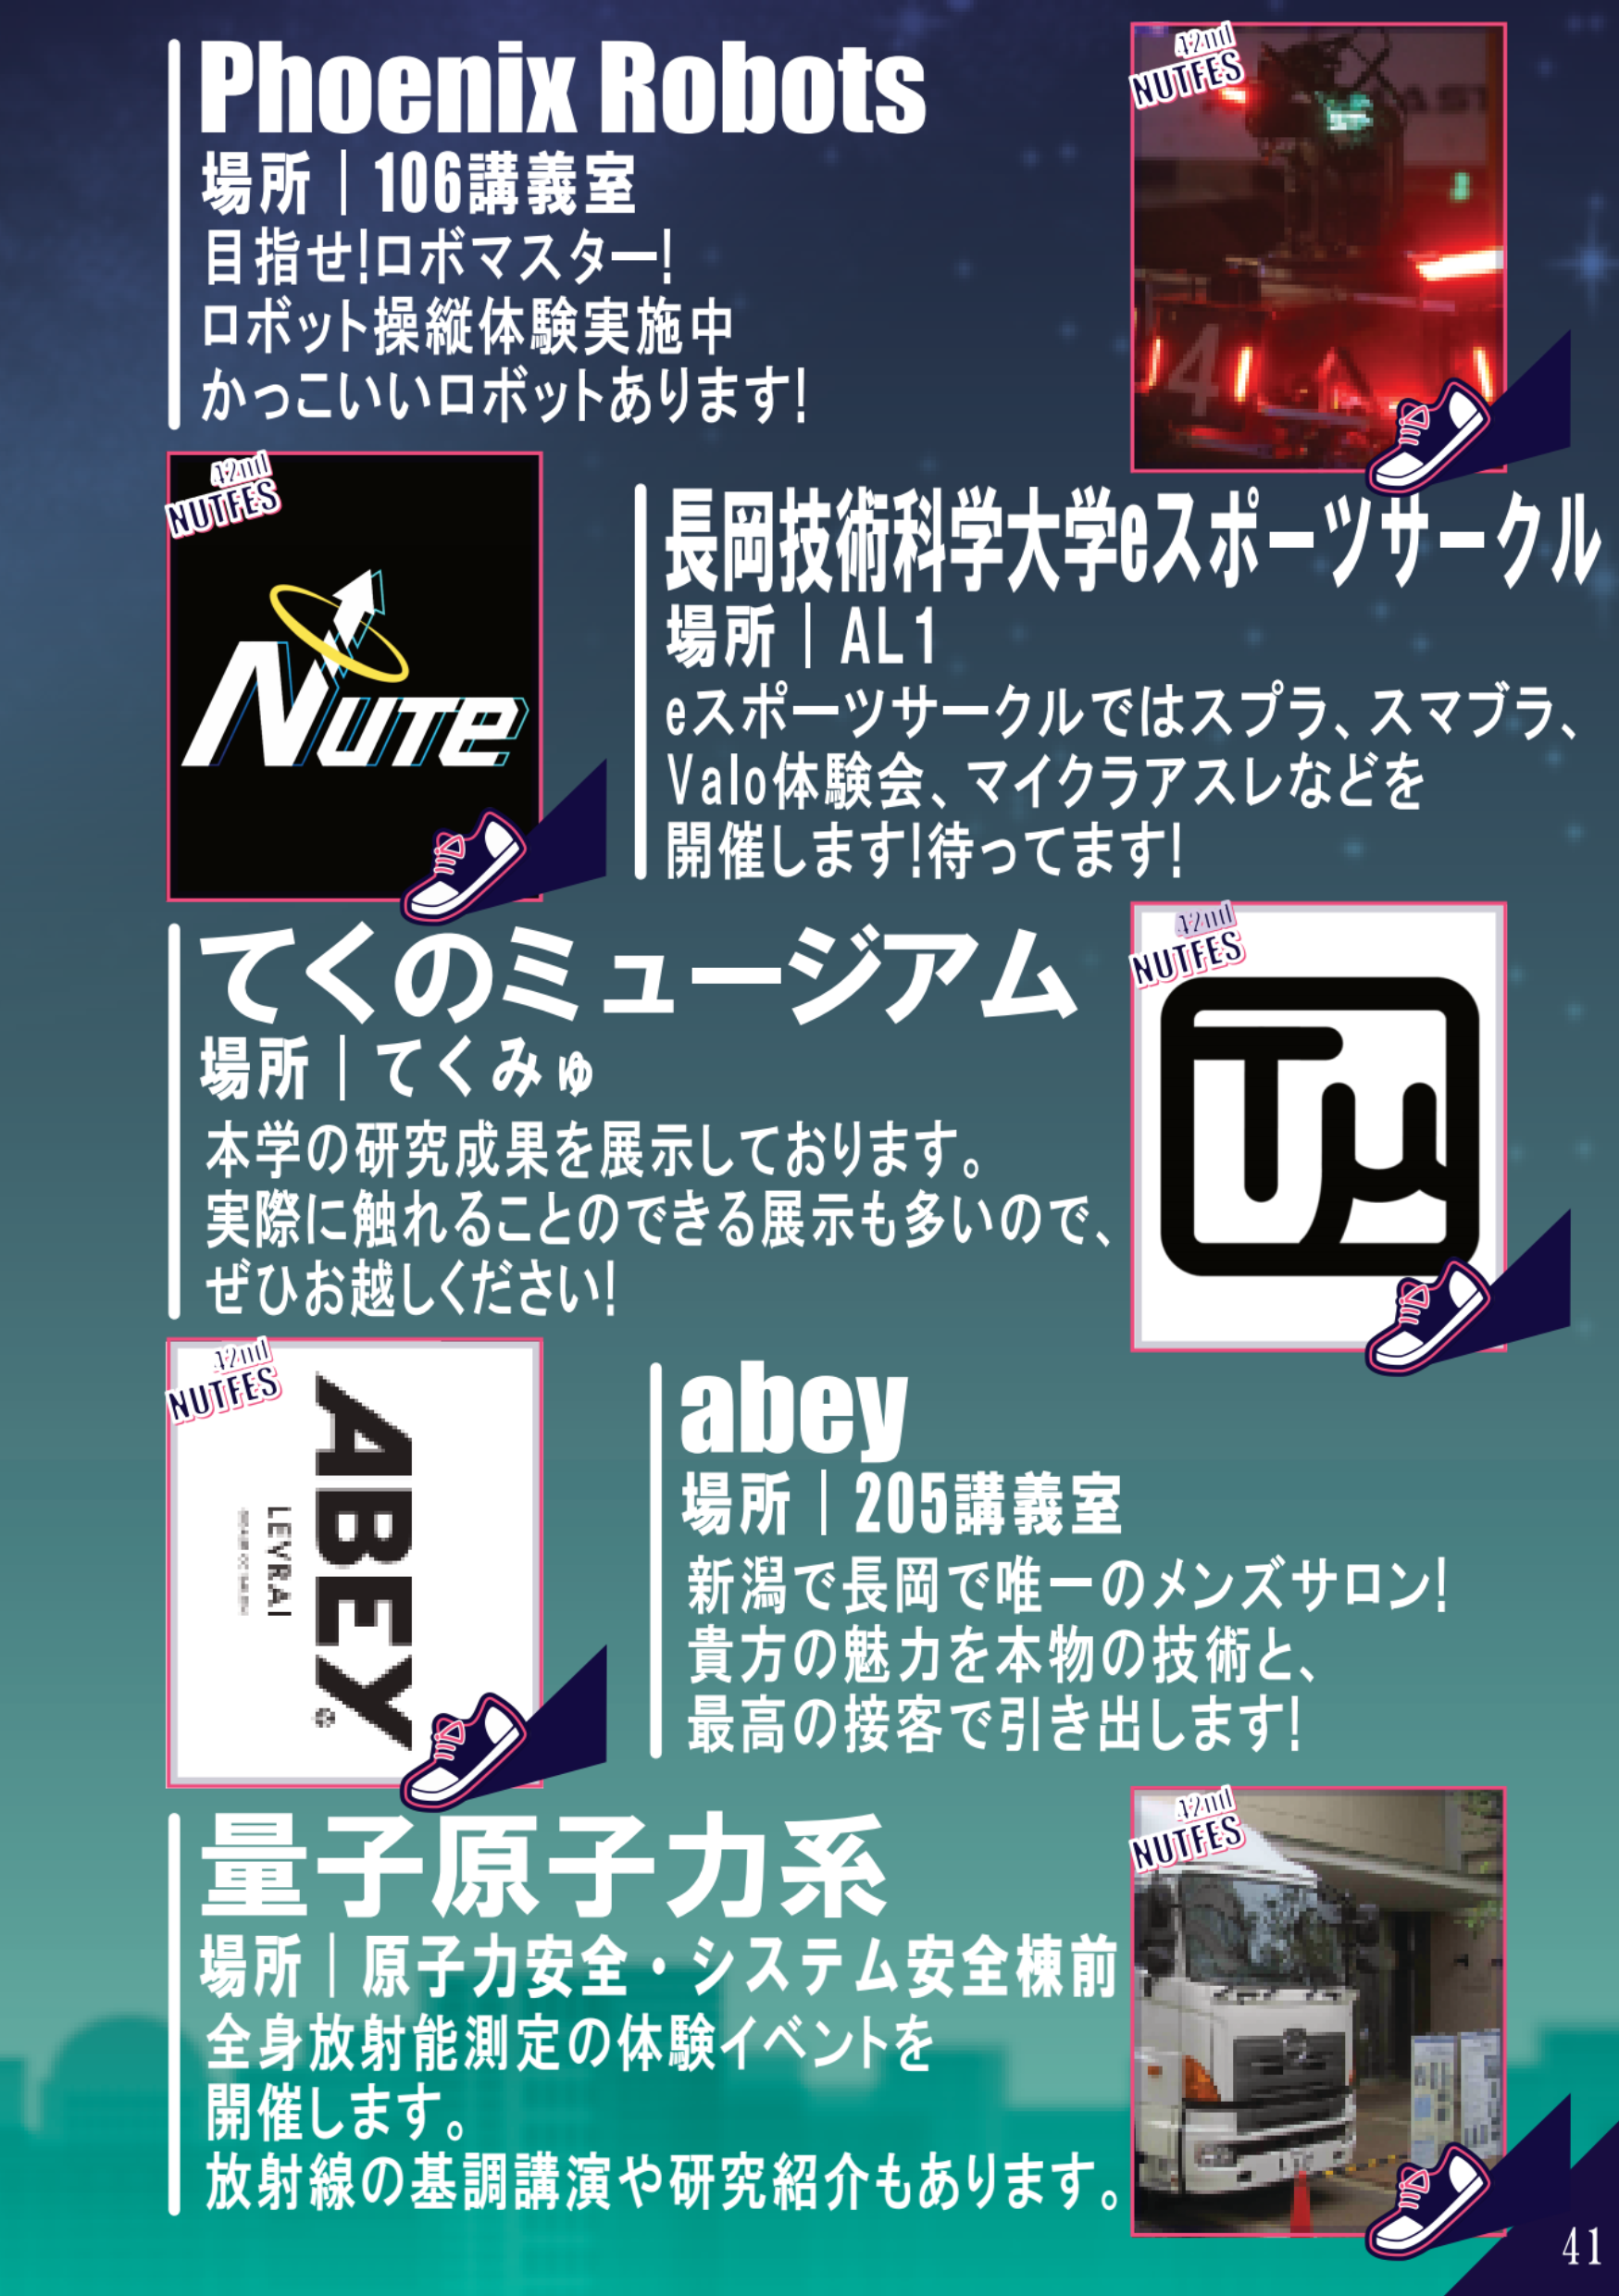 Phoenix Robots
場所｜106講義室
目指せ!ロボマスター!
ロボット操縦体験実施中
かっこいいロボットあります!
42nd
NUTFES
4
42nd
NUTFES
NUTe
長岡技術科学大学eスポーツサークル
場所｜AL1
eスポーツサークルではスプラ、スマブラ、
Valo体験会、マイクラアスレなどを
開催します!待ってます!
てくのミュージアム
場所｜てくみゅ
本学の研究成果を展示しております。
実際に触れることのできる展示も多いので、
ぜひお越しください!
42nd
NUTFES
42nd
NUTFES
ABEY
LEVRAI
abey
場所｜205講義室
新潟で長岡で唯一のメンズサロン!
貴方の魅力を本物の技術と、
最高の接客で引き出します!
量子原子力系
場所｜原子力安全・システム安全棟前
全身放射能測定の体験イベントを
開催します。
放射線の基調講演や研究紹介もあります。
42nd
NUTFES
41